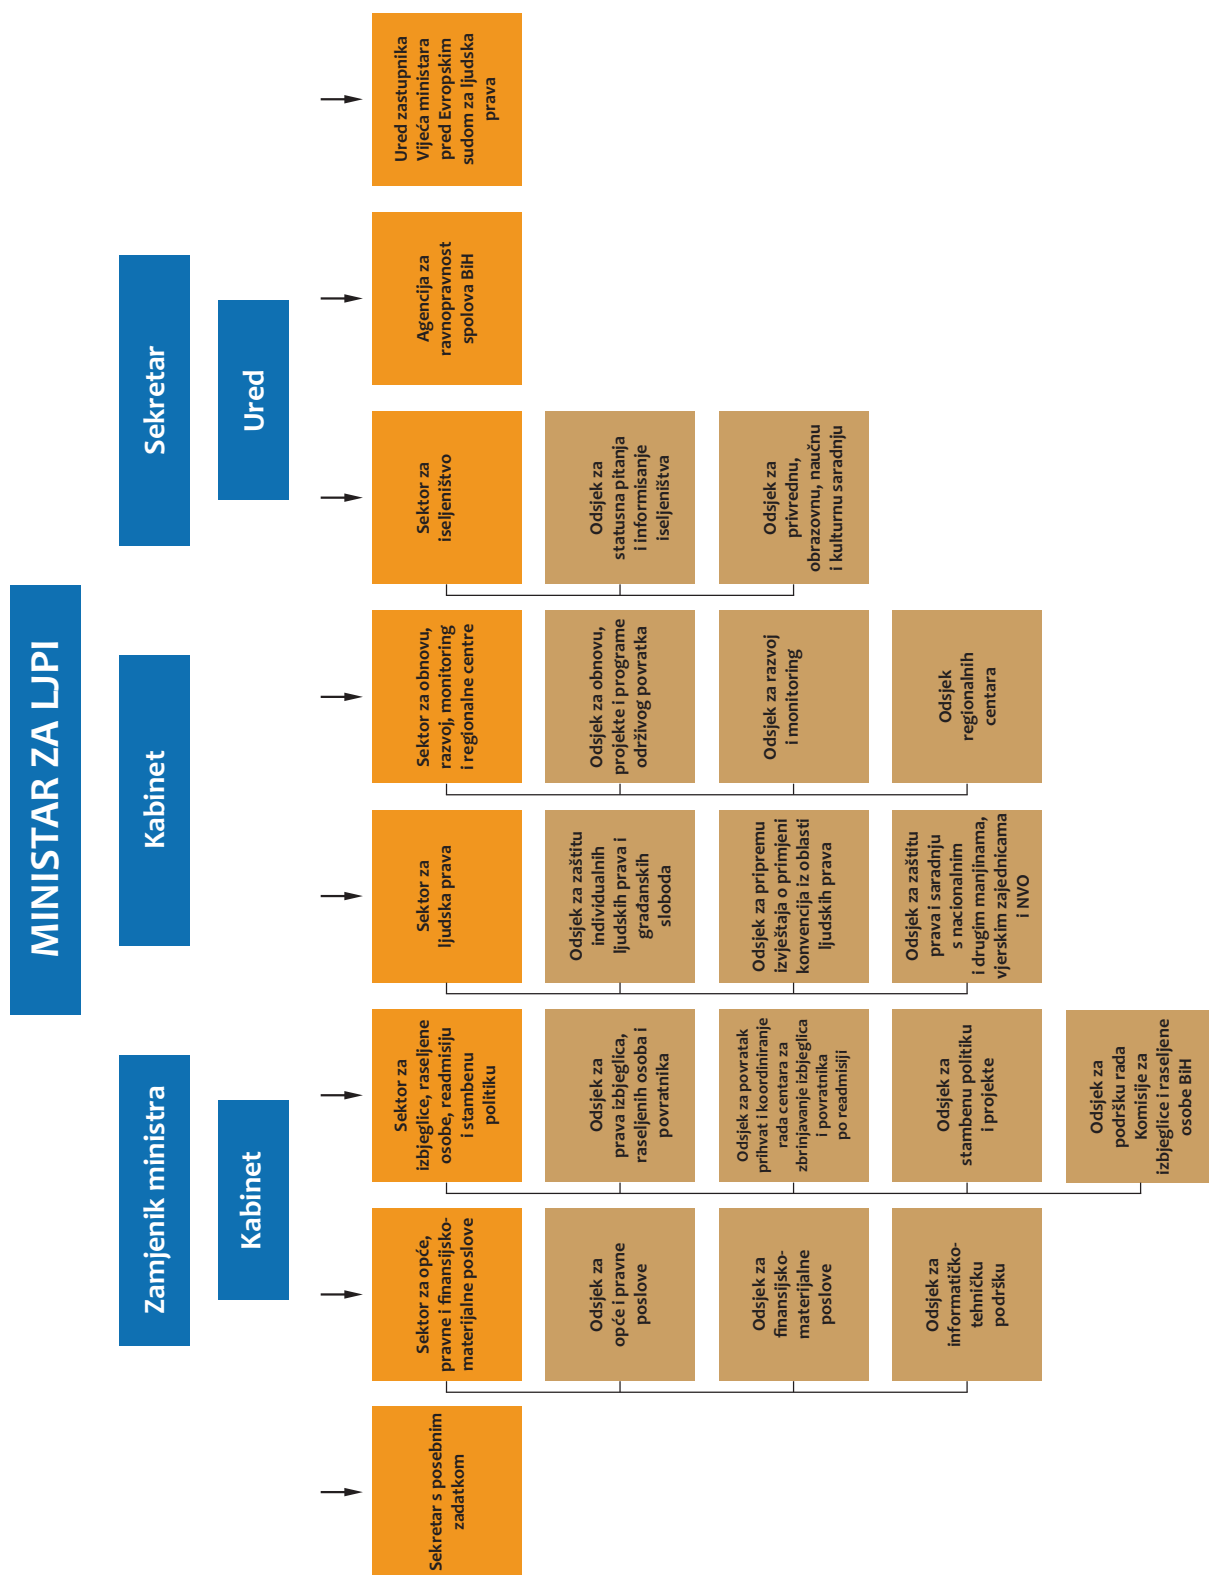 MINISTAR ZA LJPI
Zamjenik ministra
Kabinet
Kabinet
Sekretar
Ured
Sekretar s posebnim
zadatkom
Sektor za opće,
pravne i finansijsko-
materijalne poslove
Odsjek za
opće i pravne
poslove
Odsjek za
finansijsko-
materijalne
poslove
Odsjek za
informatičko-
tehničku
podršku
Sektor za
izbjeglice, raseljene
osobe, readmisiju
i stambenu
politiku
Odsjek za
prava izbjeglica,
raseljenih osoba i
povratnika
Odsjek za povratak
prihvat i koordiniranje
rada centara za
zbrinjavanje izbjeglica
i povratnika
po readmisiji
Odsjek za
stambenu politiku
i projekte
Odsjek za
podršku rada
Komisije za
izbjeglice i raseljene
osobe BiH
Sektor za
ljudska prava
Odsjek za zaštitu
individualnih
ljudskih prava i
građanskih
sloboda
Odsjek za pripremu
izvještaja o primjeni
konvencija iz oblasti
ljudskih prava
Odsjek za zaštitu
prava i saradnju
s nacionalnim
i drugim manjinama,
vjerskim zajednicama
i NVO
Sektor za obnovu,
razvoj, monitoring
i regionalne centre
Odsjek za obnovu,
projekte i programe
održivog povratka
Odsjek za razvoj
i monitoring
Odsjek
regionalnih
centara
Sektor za
iseljeništvo
Odsjek za
statusna pitanja
i informisanje
iseljeništva
Odsjek za
privrednu,
obrazovnu, naučnu
i kulturnu saradnju
Agencija za
ravnopravnost
spolova BiH
Ured zastupnika
Vijeća ministara
pred Evropskim
sudom za ljudska
prava